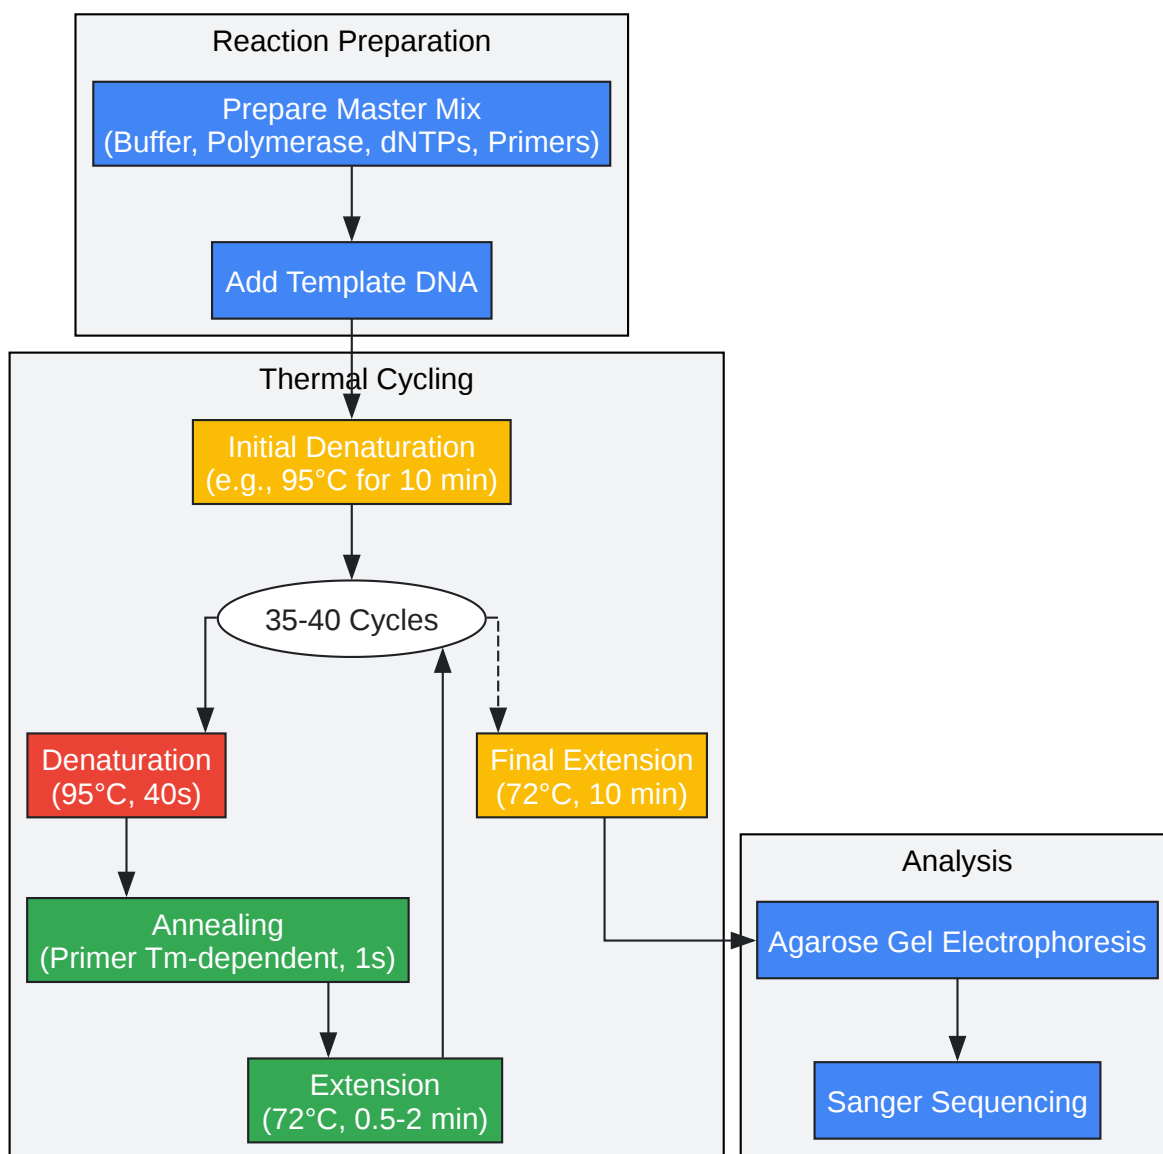 Reaction Preparation
Prepare Master Mix
(Buffer, Polymerase, dNTPs, Primers)
Add Template DNA
Thermal Cycling
Initial Denaturation
(e.g., 95°C for 10 min)
35-40 Cycles
Denaturation
(95°C, 40s)
Final Extension
(72°C, 10 min)
Annealing
(Primer Tm-dependent, 1s)
Extension
(72°C, 0.5-2 min)
Analysis
Agarose Gel Electrophoresis
Sanger Sequencing